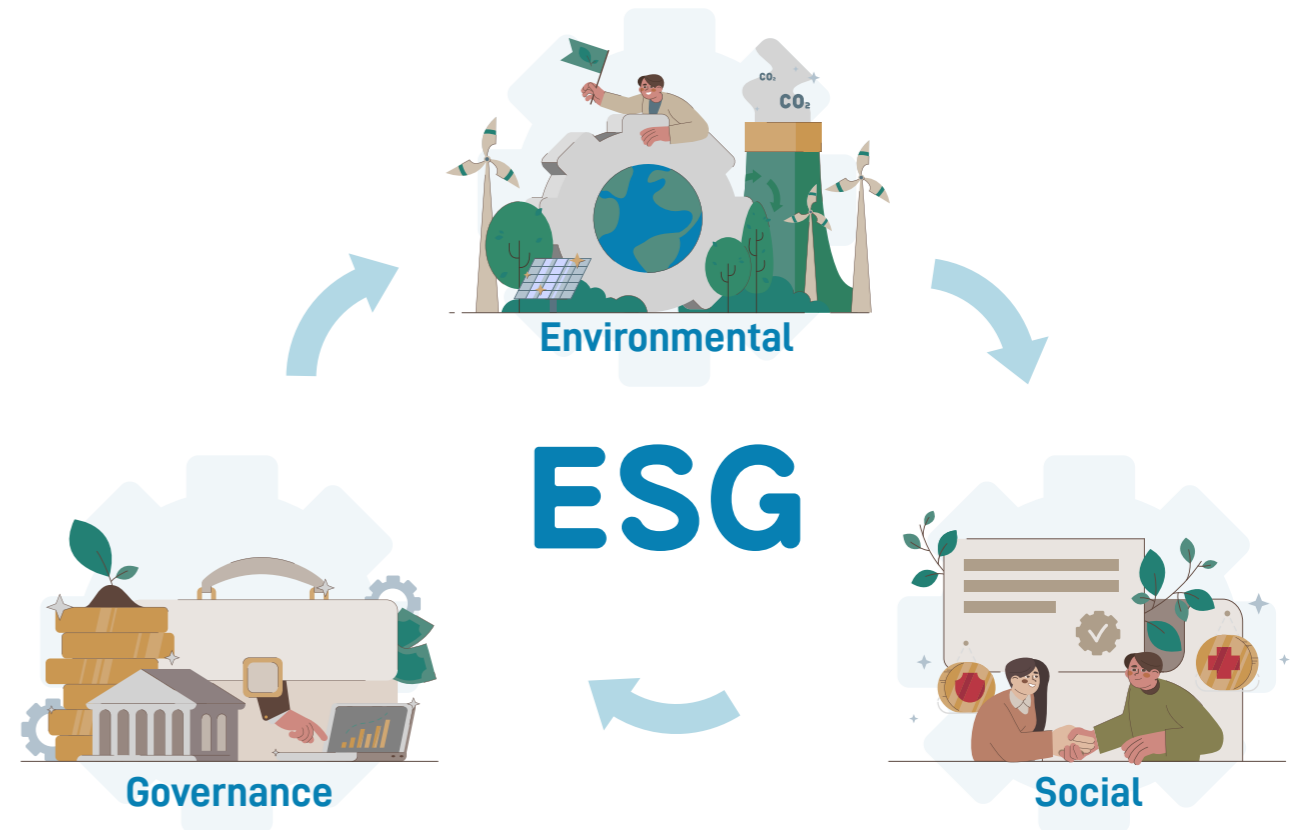 CO₂
CO₂
Environmental
ESG
Governance
Social